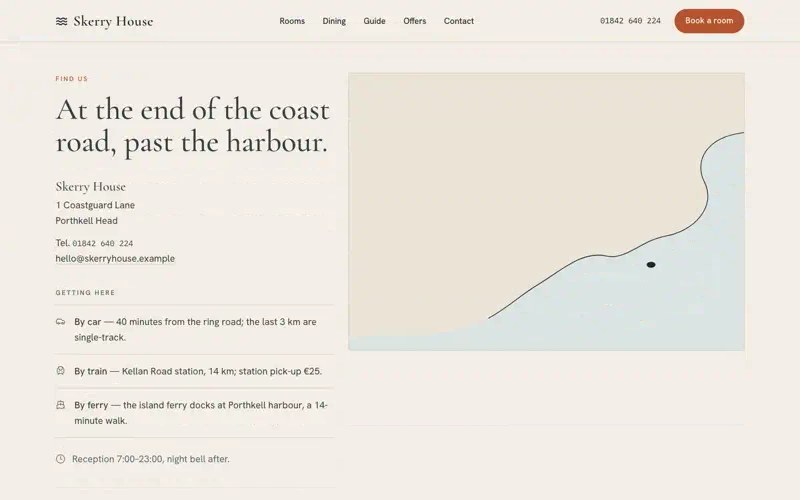 Skery House
Rooms
Dining
Guide
Offers
Contact
01842 640 224
Book a room
FIND US
At the end of the coast
road, past the harbour.
Skerry House
1 Coastguard Lane
Porthkell Head
Tel. 01842 640 224
hello@skerryhouse.example
GETTING HERE
By car — 40 minutes from the ring road; the last 3 km are
single-track.
By train — Kellan Road station, 14 km; station pick-up €25.
By ferry — the island ferry docks at Porthkell harbour, a 14-
minute walk.
Reception 7:00–23:00, night bell after.